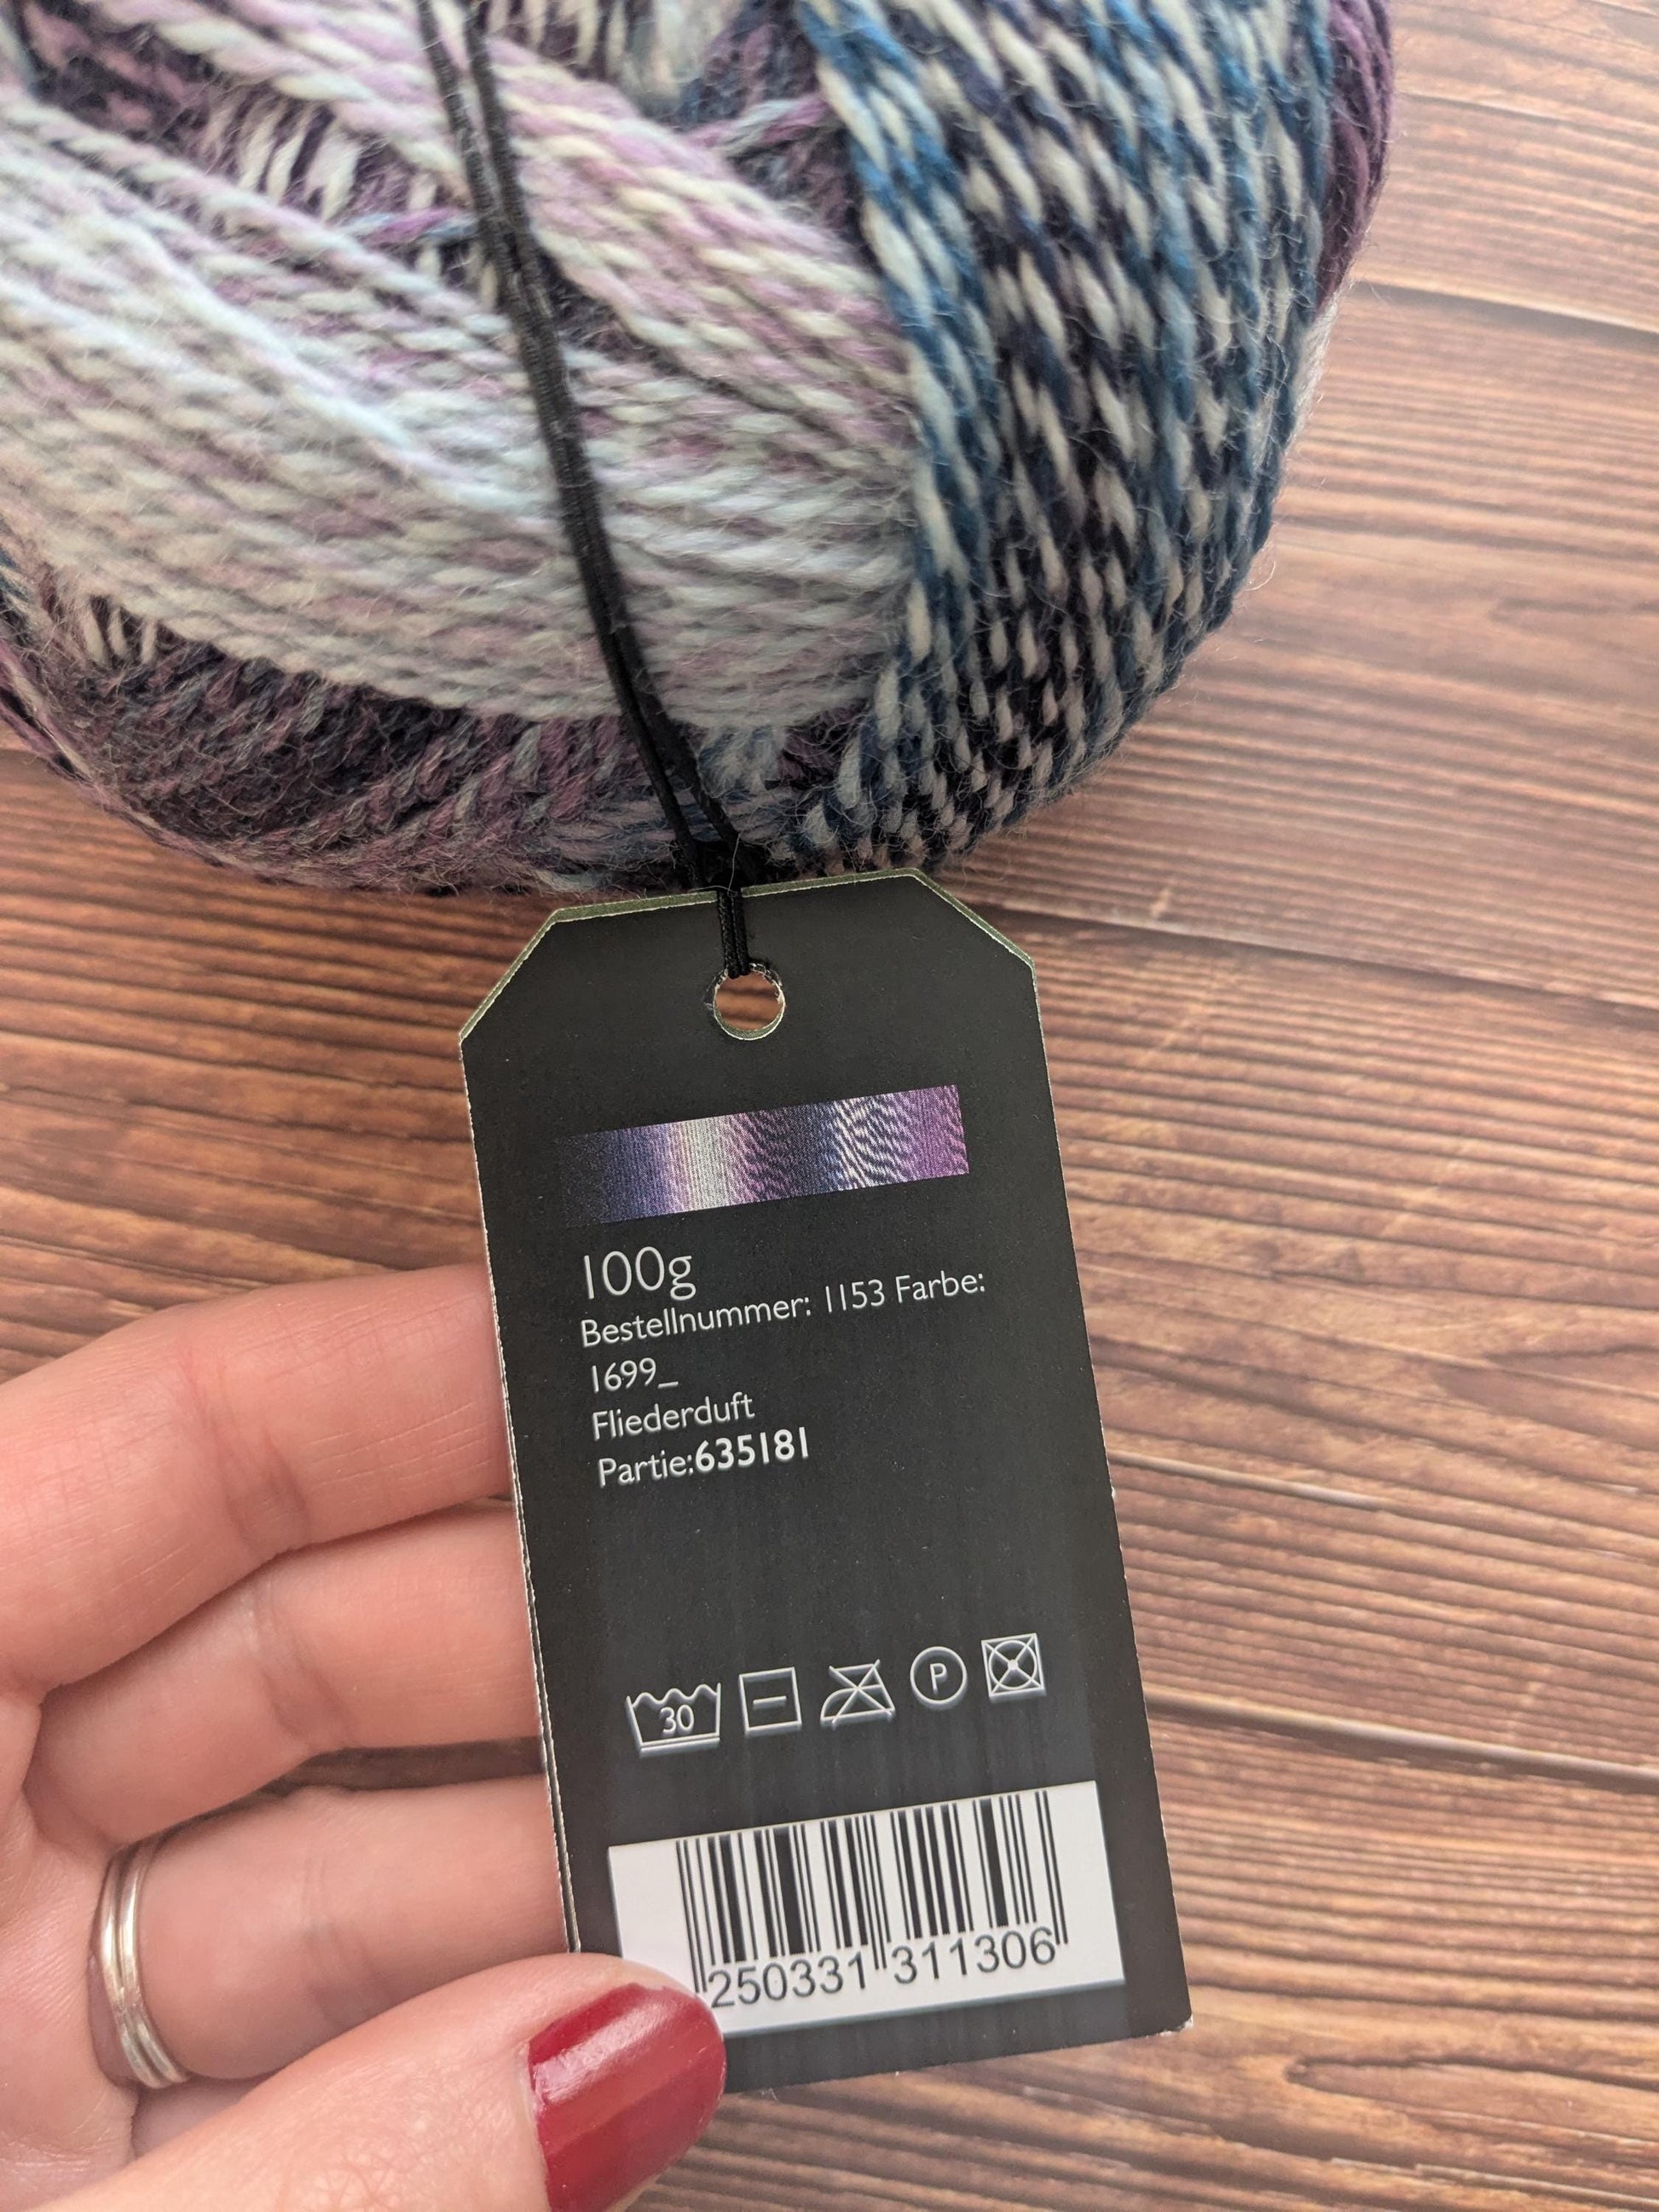 100g
Bestellnummer: 1153 Farbe:
1699_
Fliederduft
Partie:635181
30
P
250331 311306